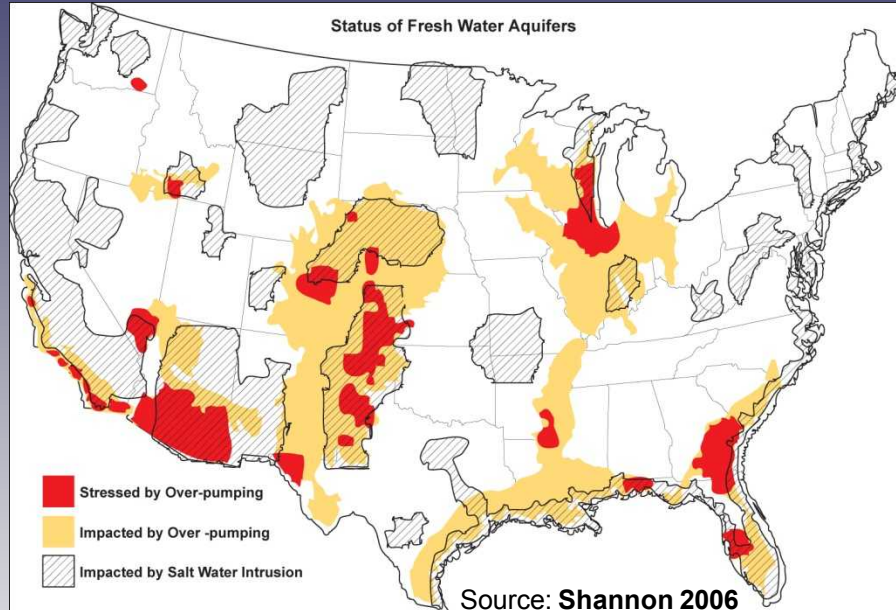 Status of Fresh Water Aquifers
Stressed by Over-pumping
Impacted by Over -pumping
Impacted by Salt Water Intrusion
Source: Shannon 2006